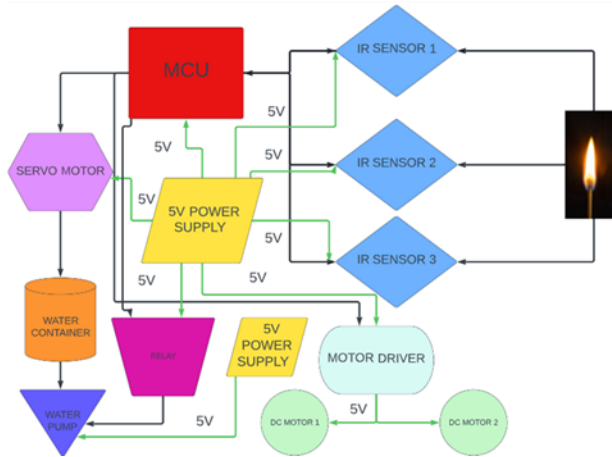 MCU
IR SENSOR 1
5V
5V
5V
SERVO MOTOR
IR SENSOR 2
5V
5V POWER
SUPPLY
5V
IR SENSOR 3
5V
5V
WATER
CONTAINER
5V
POWER
SUPPLY
RELAY
MOTOR DRIVER
WATER
PUMP
5V
5V
DC MOTOR 1
DC MOTOR 2